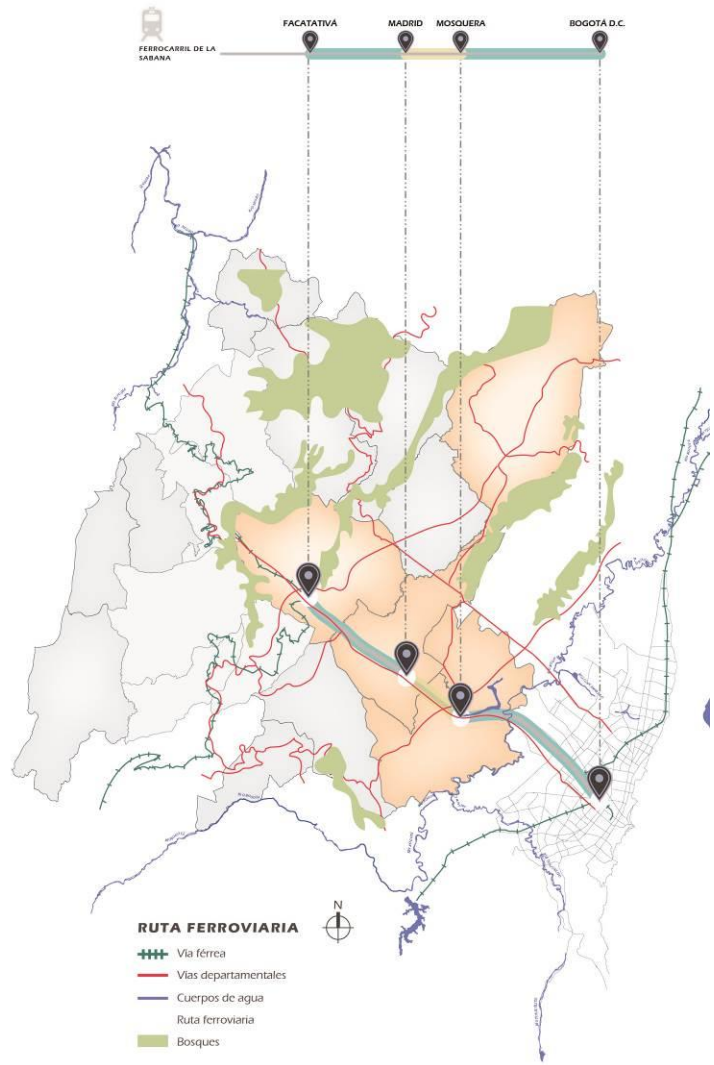 FACATATIVÁ
MADRID
MOSQUERA
BOGOTÁ D.C.
FERROCARRIL DE LA
SABANA
RUTA FERROVIARIA
N
Vía férrea
Vías departamentales
Cuerpos de agua
Ruta ferroviaria
Bosques